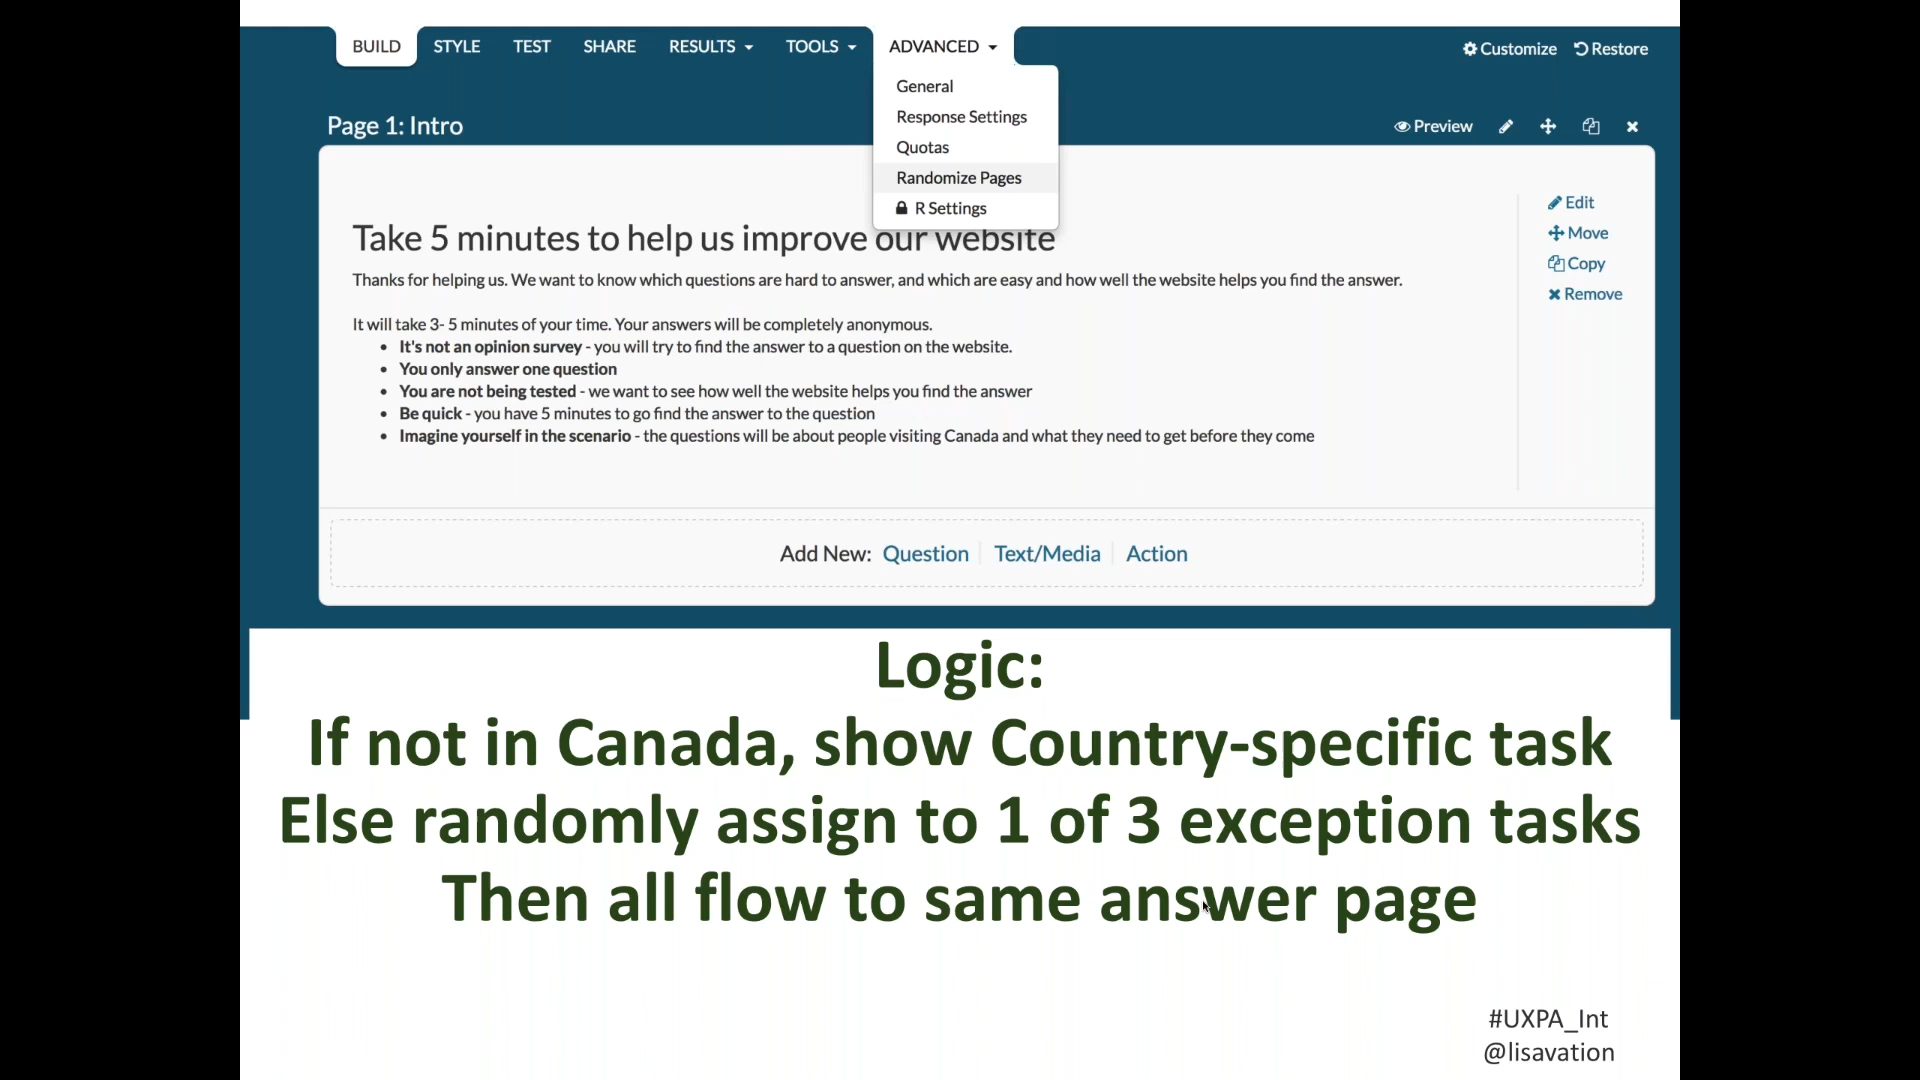 BUILD STYLE TEST SHARE RESULTS TOOLS ADVANCED Customize Restore
General
Response Settings
Quotas
Randomize Pages
R Settings
Page 1: Intro Preview
Take 5 minutes to help us improve our website
Thanks for helping us. We want to know which questions are hard to answer, and which are easy and how well the website helps you find the answer.
It will take 3- 5 minutes of your time. Your answers will be completely anonymous.
• It's not an opinion survey - you will try to find the answer to a question on the website.
• You only answer one question
• You are not being tested - we want to see how well the website helps you find the answer
• Be quick - you have 5 minutes to go find the answer to the question
• Imagine yourself in the scenario - the questions will be about people visiting Canada and what they need to get before they come
Edit
Move
Copy
Remove
Add New: Question Text/Media Action
Logic:
If not in Canada, show Country-specific task
Else randomly assign to 1 of 3 exception tasks
Then all flow to same answer page
#UXPA_Int
@lisavation